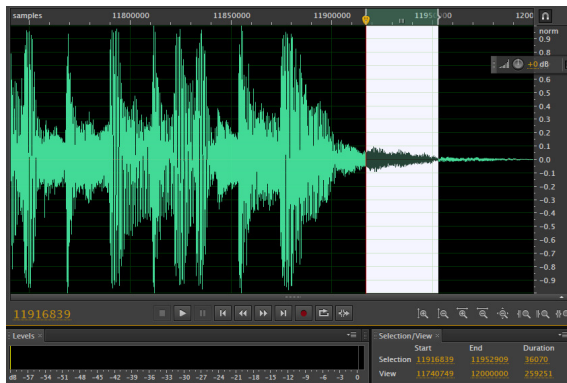 samples 11800000 11850000 11900000 1200
norm
0.9
0.8
±0 dB
0.6
0.5
0.4
0.3
0.2
0.1
0.0
-0.1
-0.2
-0.3
-0.4
-0.5
-0.6
-0.7
-0.8
-0.9
11916839
Levels × Selection/View ×
Start End Duration
Selection 11916839 11952909 36070
View 11740749 12000000 259251
dB -57 -54 -51 -48 -45 -42 -39 -36 -33 -30 -27 -24 -21 -18 -15 -12 -9 -6 -3 0